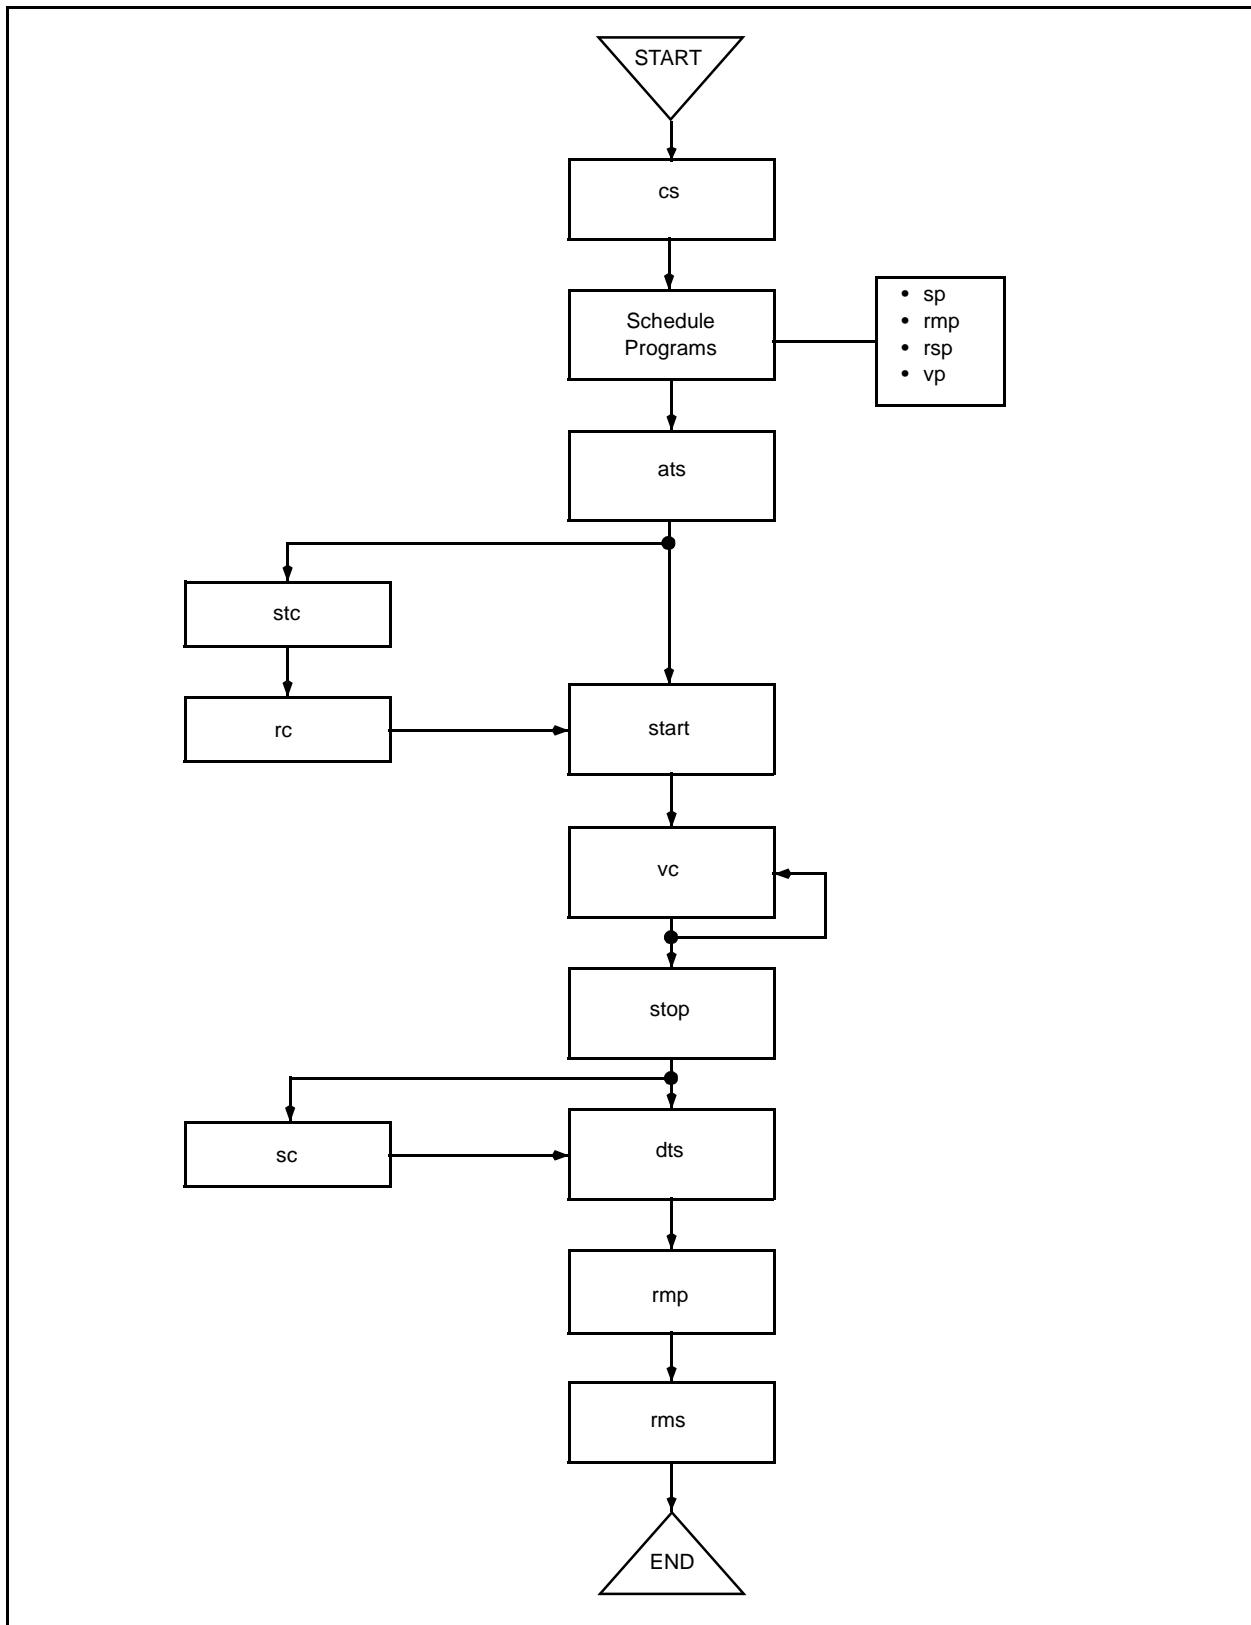 START
cs
Schedule
Programs
• sp
• rmp
• rsp
• vp
ats
stc
rc
start
vc
stop
sc
dts
rmp
rms
END